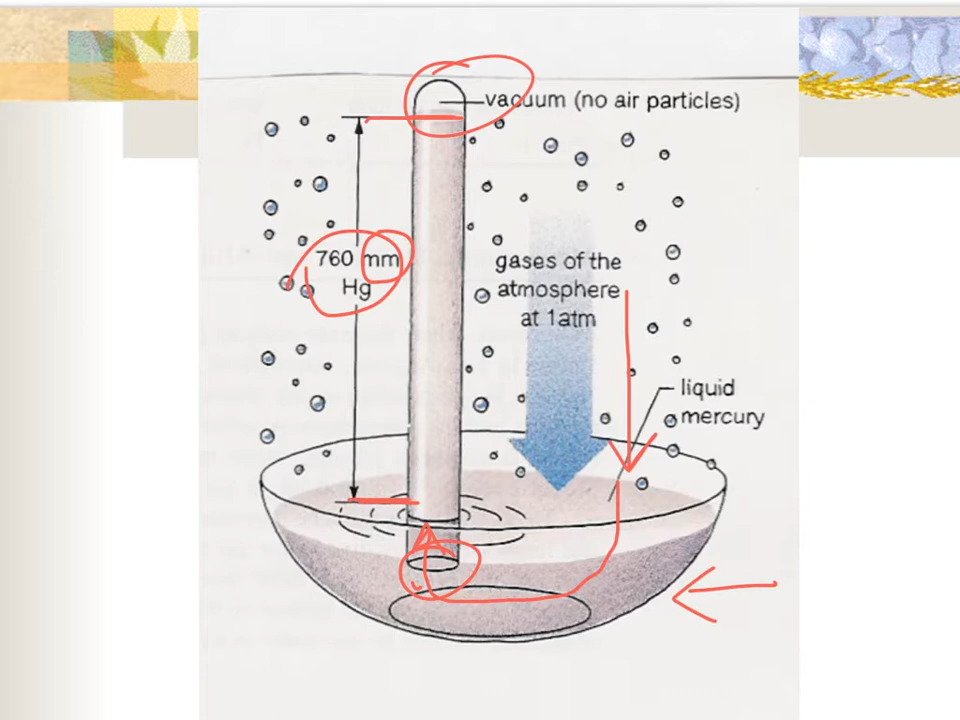 vacuum (no air particles)
760 mm
Hg
gases of the
atmosphere
at 1atm
liquid
mercury